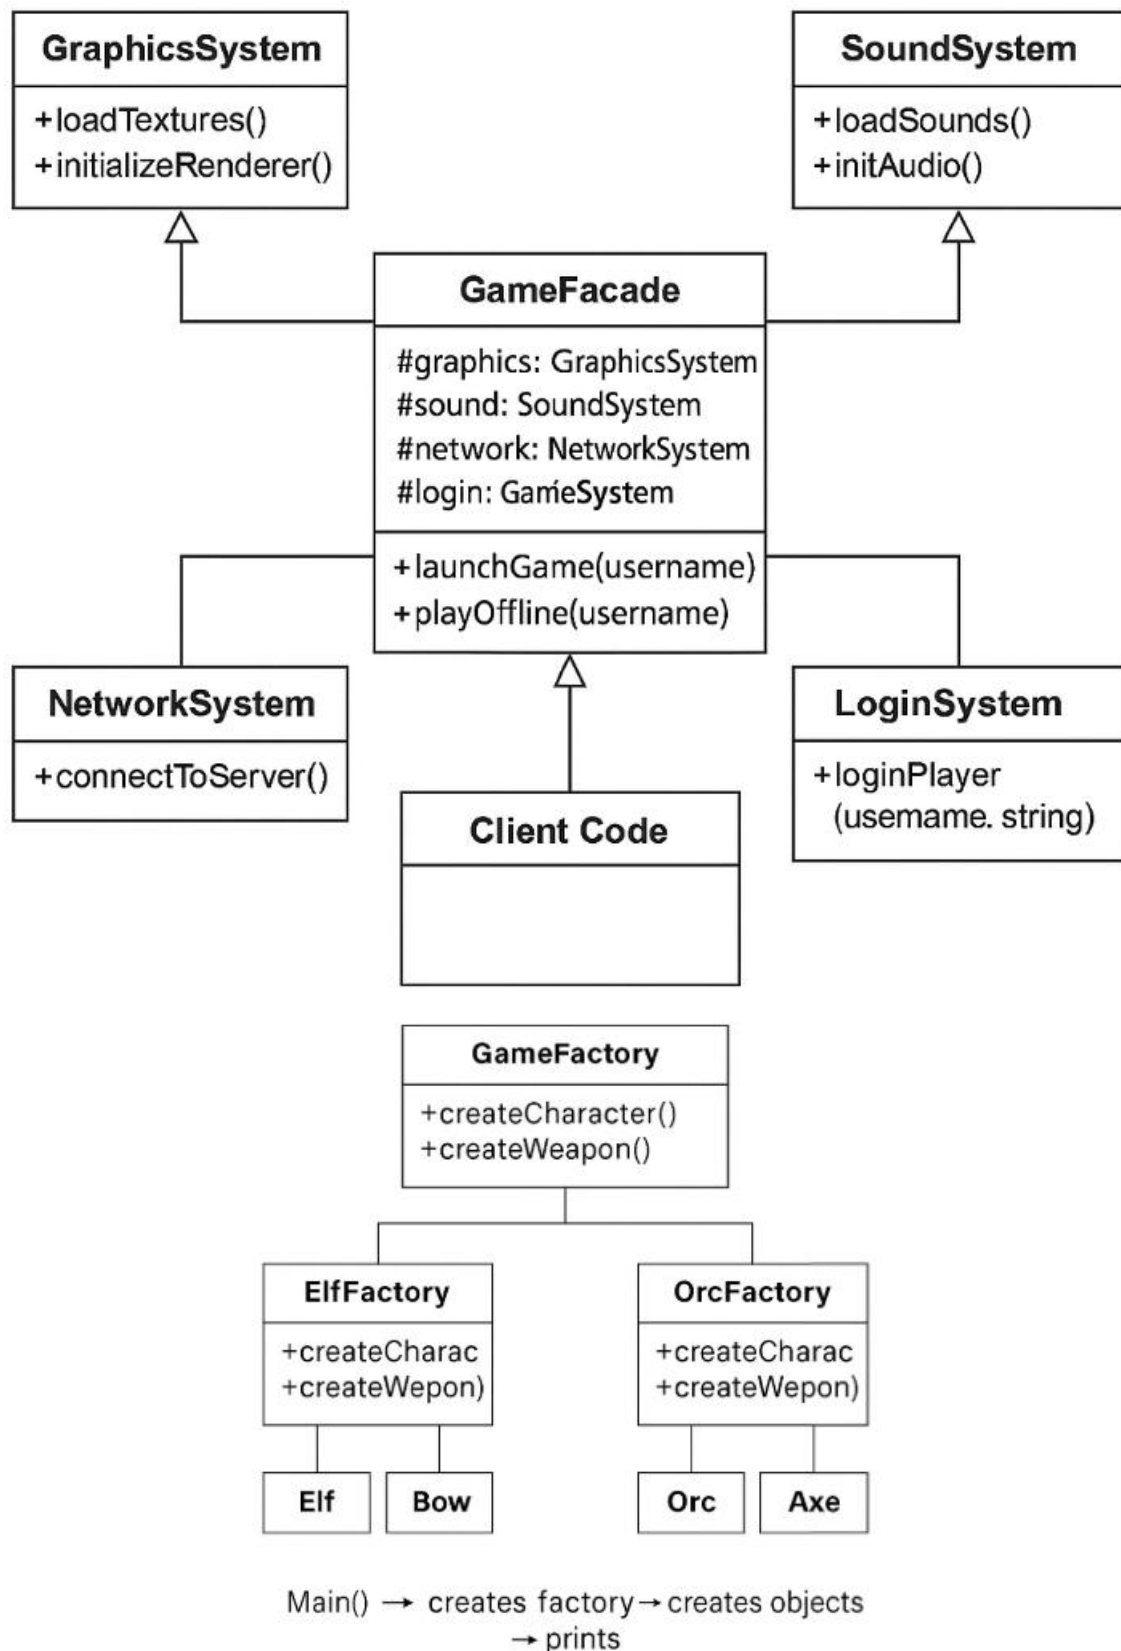 GraphicsSystem
+loadTextures()
+initializeRenderer()
SoundSystem
+loadSounds()
+initAudio()
GameFacade
#graphics: GraphicsSystem
#sound: SoundSystem
#network: NetworkSystem
#login: GaḿeSystem
+launchGame(username)
+playOffline(username)
NetworkSystem
+connectToServer()
LoginSystem
+loginPlayer
(usemame. string)
Client Code
GameFactory
+createCharacter()
+createWeapon()
ElfFactory
+createCharac
+createWepon)
OrcFactory
+createCharac
+createWepon)
Elf
Bow
Orc
Axe
Main() → creates factory → creates objects
→ prints